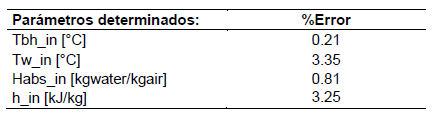 Parámetros determinados: %Error
Tbh_in [°C] 0.21
Tw_in [°C] 3.35
Habs_in [kgwater/kgair] 0.81
h_in [kJ/kg] 3.25